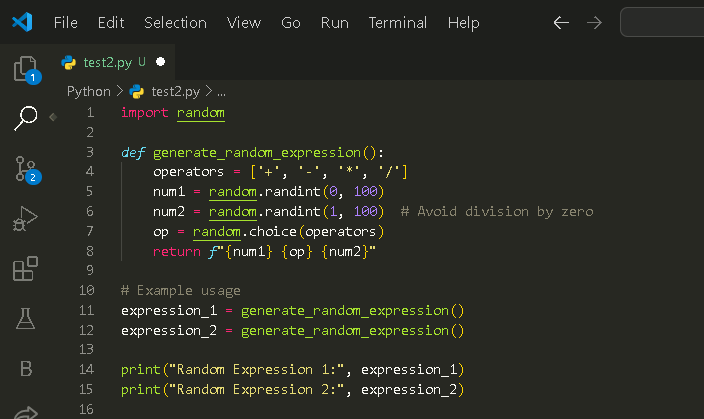 File Edit Selection View Go Run Terminal Help
test2.py U
1
Python > test2.py > ...
1 import random
2
3 def generate_random_expression():
4     operators = ['+', '-', '*', '/']
5     num1 = random.randint(0, 100)
6     num2 = random.randint(1, 100)  # Avoid division by zero
7     op = random.choice(operators)
2
8     return f"{num1} {op} {num2}"
9
10 # Example usage
11 expression_1 = generate_random_expression()
12 expression_2 = generate_random_expression()
13
14 print("Random Expression 1:", expression_1)
B
15 print("Random Expression 2:", expression_2)
16